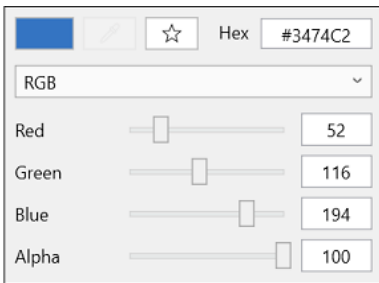 Hex #3474C2
RGB
Red 52
Green 116
Blue 194
Alpha 100